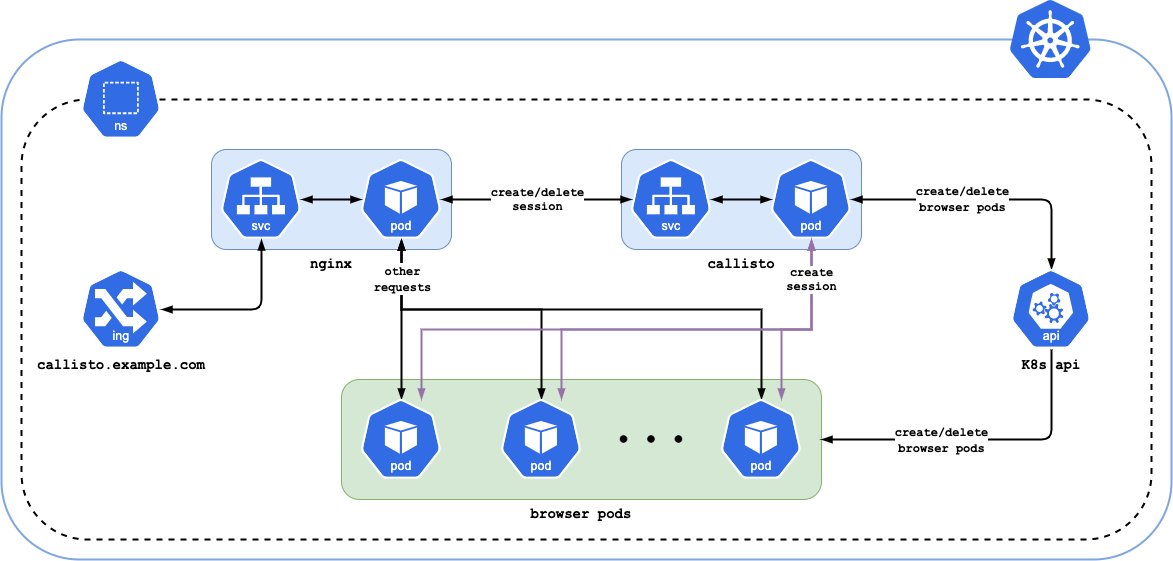 ns
svc
pod
create/delete
session
svc
pod
create/delete
browser pods
nginx
callisto
other
requests
create
session
ing
callisto.example.com
api
K8s api
pod
pod
pod
create/delete
browser pods
browser pods